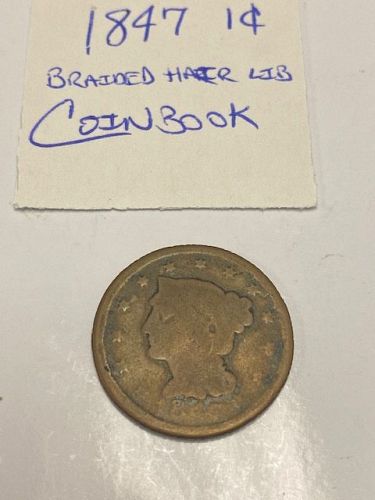 1847 1¢
BRAIDED HAIR LIB
COINBOOK